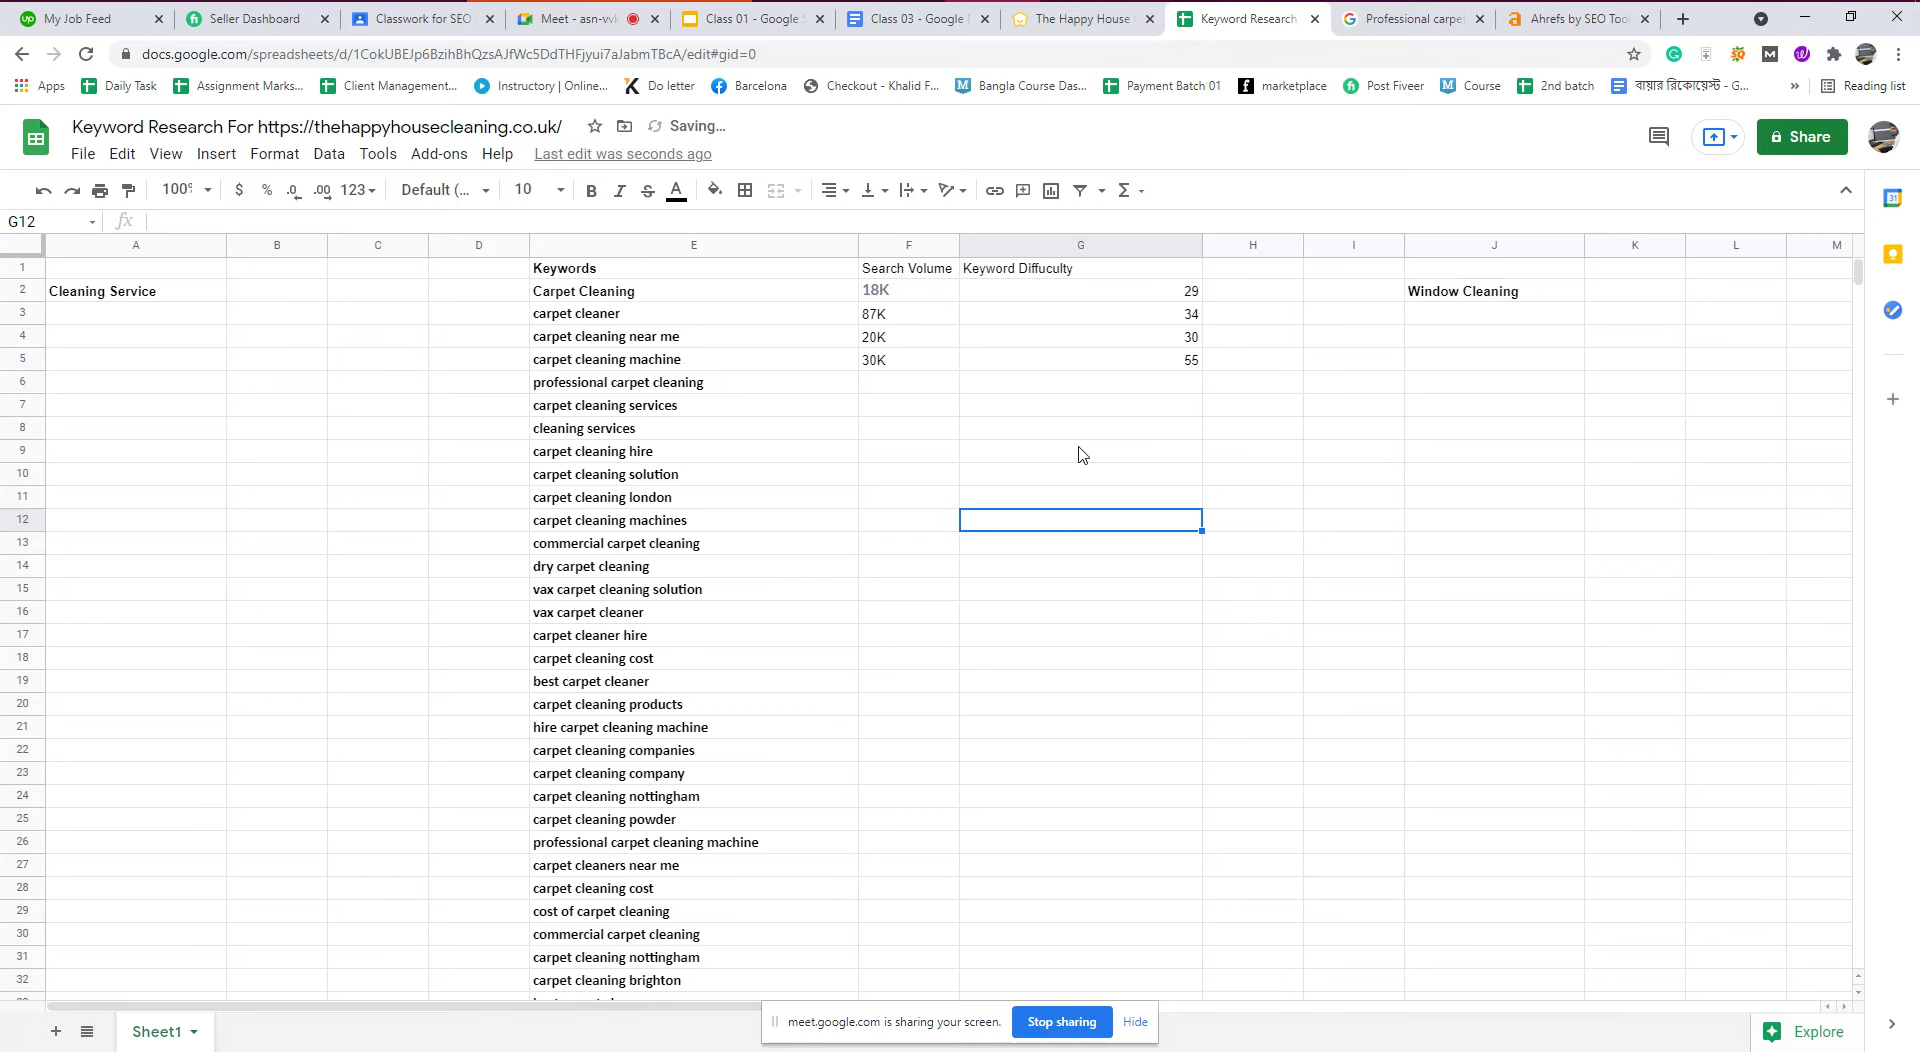 My Job Feed
Seller Dashboard
Classwork for SEO
Meet - asn-vvk
Class 01 - Google S
Class 03 - Google D
The Happy House
Keyword Research
Professional carpet
Ahrefs by SEO Tool
docs.google.com/spreadsheets/d/1CokUBEJp6BzihBhQzsAJfWc5DdTHFjyui7aJabmTBcA/edit#gid=0
Apps
Daily Task
Assignment Marks...
Client Management...
Instructory | Online...
Do letter
Barcelona
Checkout - Khalid F...
Bangla Course Das...
Payment Batch 01
marketplace
Post Fiveer
Course
2nd batch
বায়ার রিকোয়েস্ট - G...
Reading list
Keyword Research For https://thehappyhousecleaning.co.uk/
Saving...
Share
File Edit View Insert Format Data Tools Add-ons Help Last edit was seconds ago
100% $ % .0 .00 123 Default (... 10 B I S A
G12 fx
A B C D E F G H I J K L M
1 Keywords Search Volume Keyword Diffuculty
2 Cleaning Service Carpet Cleaning 18K 29 Window Cleaning
3 carpet cleaner 87K 34
4 carpet cleaning near me 20K 30
5 carpet cleaning machine 30K 55
6 professional carpet cleaning
7 carpet cleaning services
8 cleaning services
9 carpet cleaning hire
10 carpet cleaning solution
11 carpet cleaning london
12 carpet cleaning machines
13 commercial carpet cleaning
14 dry carpet cleaning
15 vax carpet cleaning solution
16 vax carpet cleaner
17 carpet cleaner hire
18 carpet cleaning cost
19 best carpet cleaner
20 carpet cleaning products
21 hire carpet cleaning machine
22 carpet cleaning companies
23 carpet cleaning company
24 carpet cleaning nottingham
25 carpet cleaning powder
26 professional carpet cleaning machine
27 carpet cleaners near me
28 carpet cleaning cost
29 cost of carpet cleaning
30 commercial carpet cleaning
31 carpet cleaning nottingham
32 carpet cleaning brighton
meet.google.com is sharing your screen. Stop sharing Hide
Sheet1
Explore